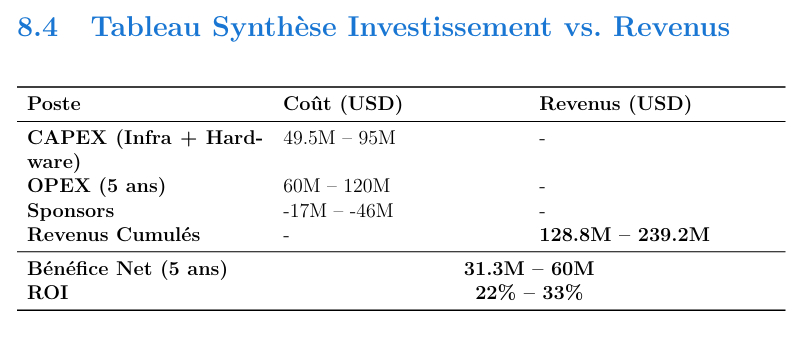 8.4 Tableau Synthèse Investissement vs. Revenus
Poste Coût (USD) Revenus (USD)
CAPEX (Infra + Hard-
ware) 49.5M – 95M -
OPEX (5 ans) 60M – 120M -
Sponsors -17M – -46M -
Revenus Cumulés - 128.8M – 239.2M
Bénéfice Net (5 ans) 31.3M – 60M
ROI 22% – 33%